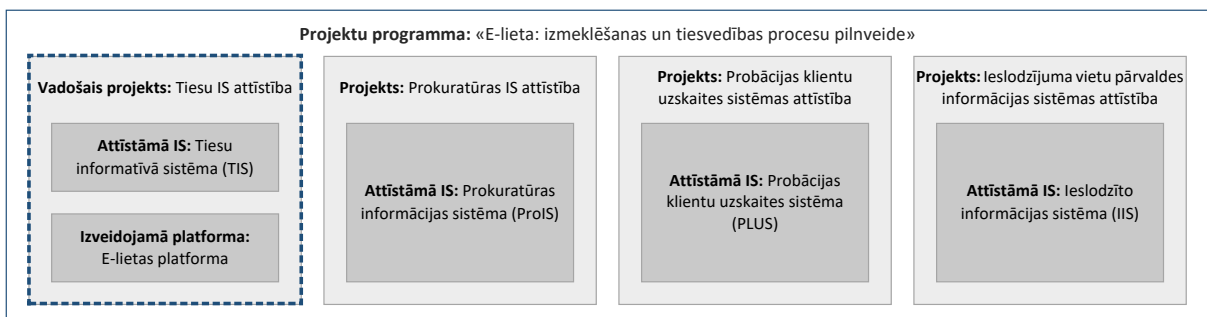 Projektu programma: «E-lieta: izmeklēšanas un tiesvedības procesu pilnveide»
Vadošais projekts: Tiesu IS attīstība
Attīstāmā IS: Tiesu
informatīvā sistēma (TIS)
Izveidojamā platforma:
E-lietas platforma
Projekts: Prokuratūras IS attīstība
Attīstāmā IS: Prokuratūras
informācijas sistēma (ProIS)
Projekts: Probācijas klientu
uzskaites sistēmas attīstība
Attīstāmā IS: Probācijas
klientu uzskaites sistēma
(PLUS)
Projekts: Ieslodzījuma vietu pārvaldes
informācijas sistēmas attīstība
Attīstāmā IS: Ieslodzīto
informācijas sistēma (IIS)